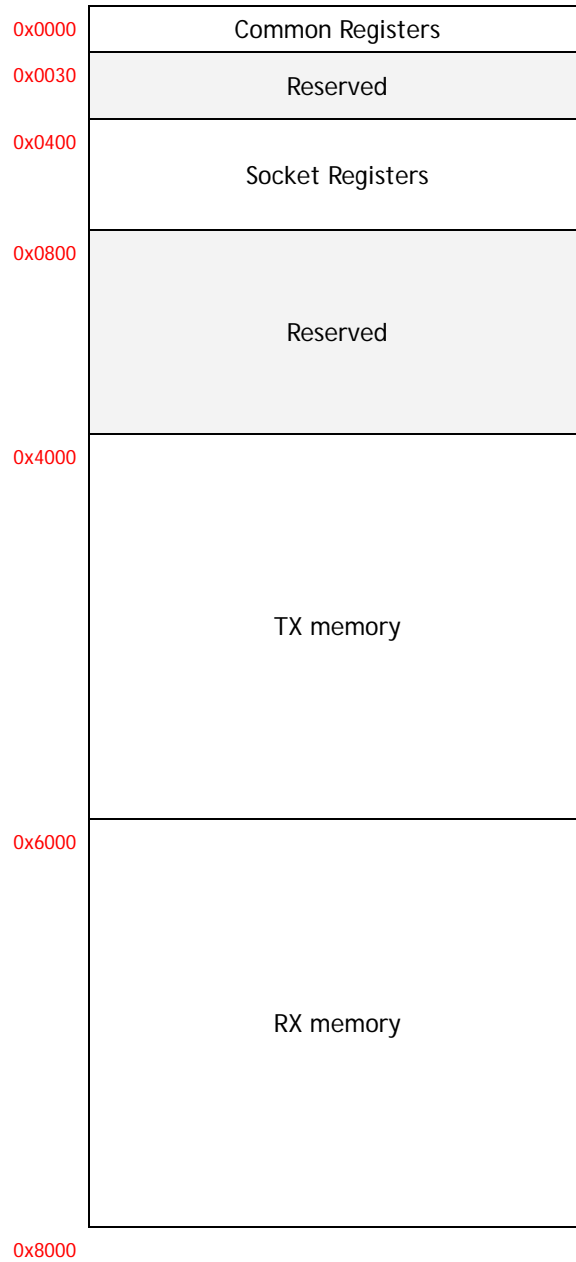 0x0000
Common Registers
0x0030
Reserved
0x0400
Socket Registers
0x0800
Reserved
0x4000
TX memory
0x6000
RX memory
0x8000